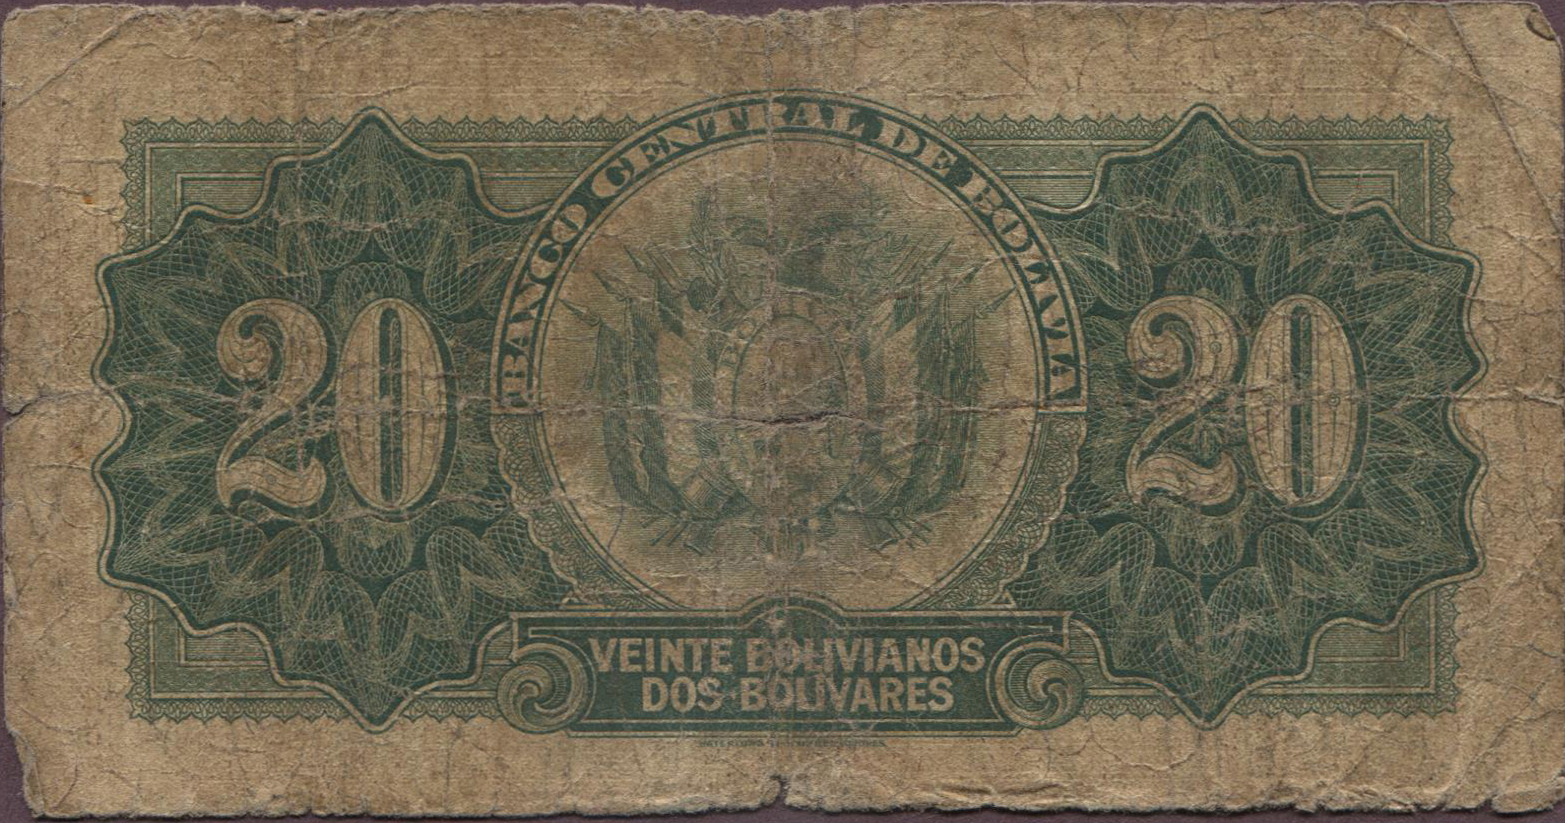 BANCO CENTRAL DE BOLIVIA
20
20
VEINTE BOLIVIANOS
DOS BOLIVARES